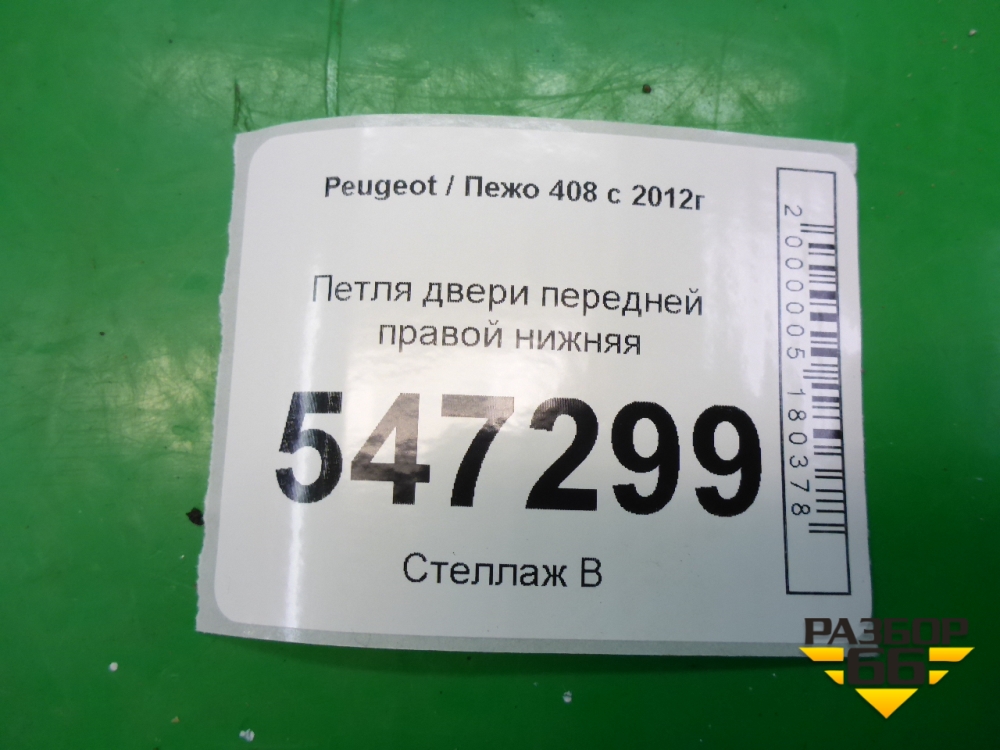 Peugeot / Пежо 408 с 2012г
Петля двери передней
правой нижняя
547299
Стеллаж В
2000005180378
РАЗБОР
66